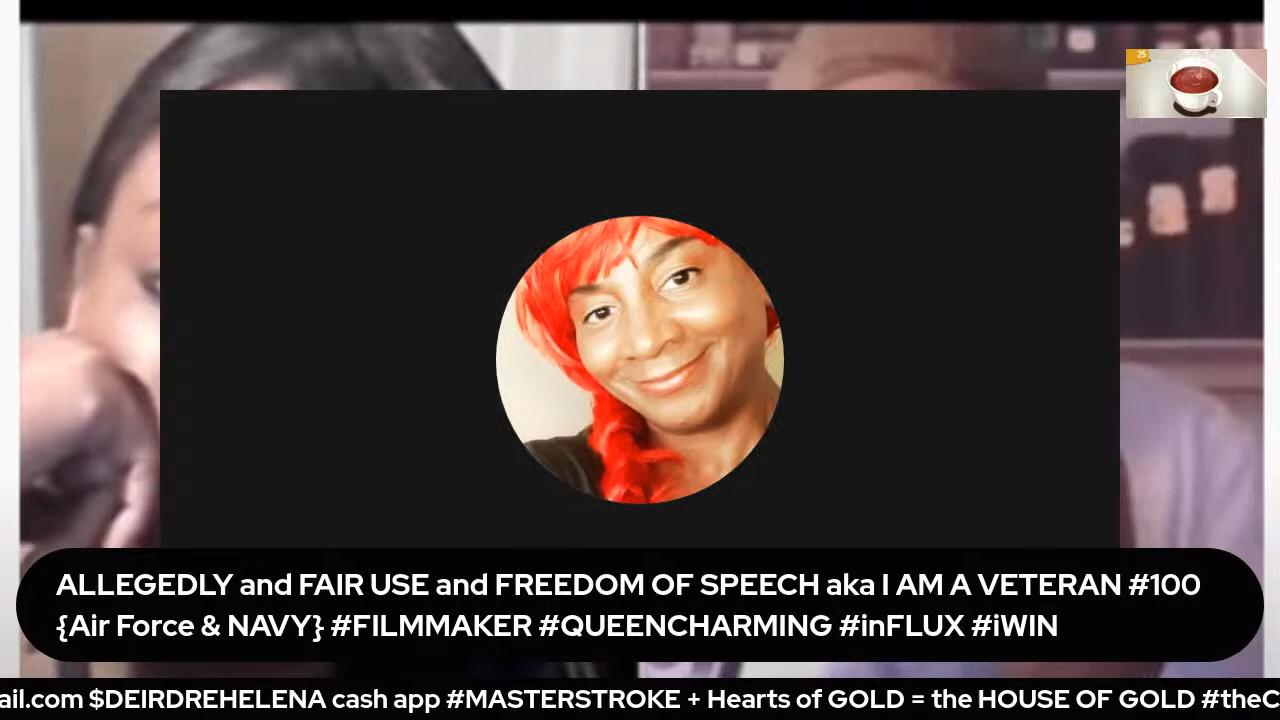 25
ALLEGEDLY and FAIR USE and FREEDOM OF SPEECH aka I AM A VETERAN #100
{Air Force & NAVY} #FILMMAKER #QUEENCHARMING #inFLUX #iWIN
ail.com $DEIRDREHELENA cash app #MASTERSTROKE + Hearts of GOLD = the HOUSE OF GOLD #theC